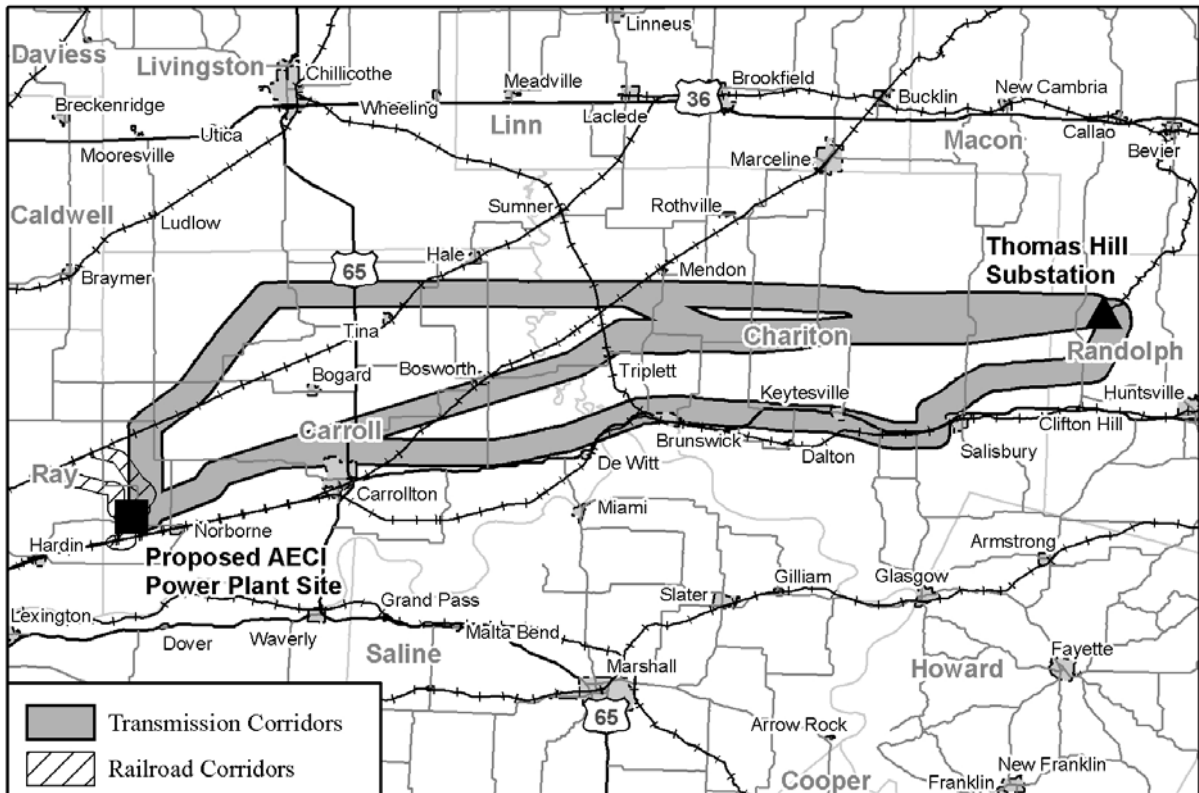 Linneus
Daviess
Livingston
Chillicothe
Meadville
Brookfield
Breckenridge
Wheeling
36
Bucklin
New Cambria
Utica
Linn
Laclede
Callao
Mooresville
Macon
Bevier
Marceline
Caldwell
Ludlow
Sumner
Rothville
Braymer
65
Hale
Mendon
Thomas Hill
Substation
Tina
Chariton
Randolph
Bosworth
Triplett
Bogard
Keytesville
Huntsville
Carroll
Brunswick
Clifton Hill
Dalton
Salisbury
Ray
De Witt
Carrollton
Miami
Norborne
Hardin
Proposed AECI
Power Plant Site
Armstrong
Gilliam
Glasgow
Slater
Lexington
Grand Pass
Dover
Waverly
Malta Bend
Saline
Marshall
Howard
Fayette
65
Arrow Rock
Transmission Corridors
Railroad Corridors
New Franklin
Franklin
Cooper